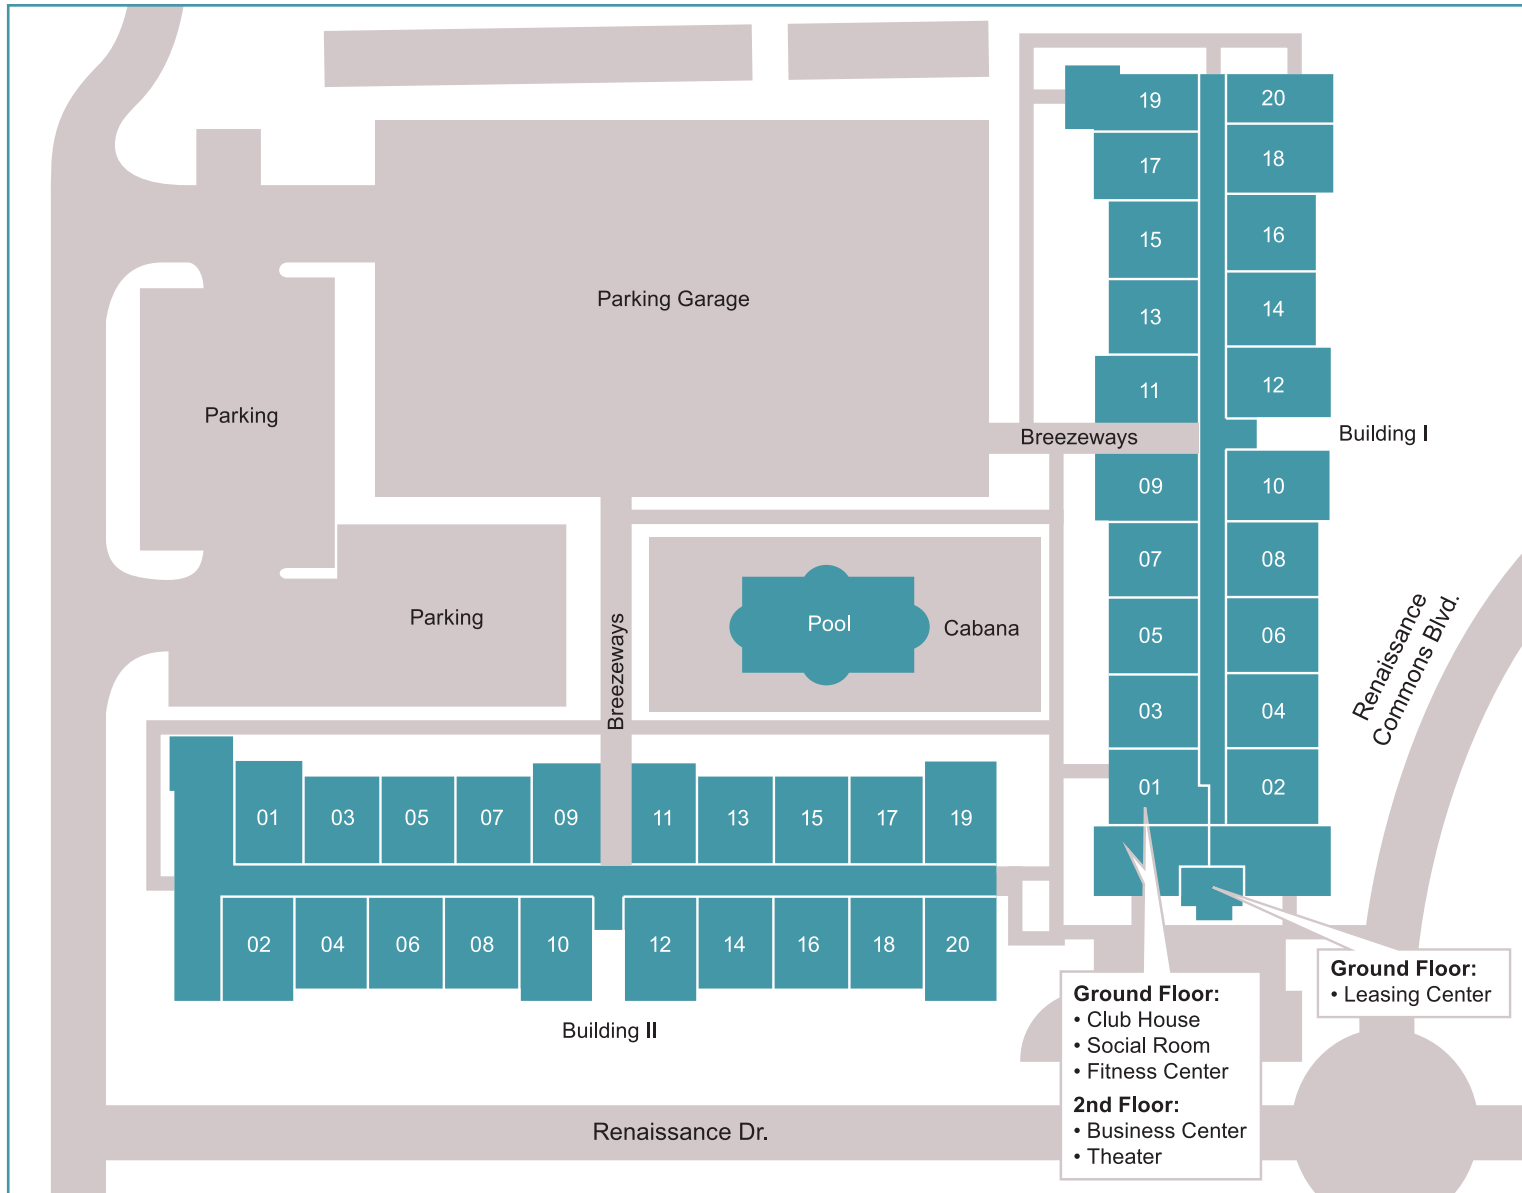 19
20
17
18
15
16
13
14
11
12
Breezeways
Building I
09
10
07
08
05
06
03
04
01
02
Parking Garage
Parking
Parking
Breezeways
Pool
Cabana
Renaissance
Commons Blvd.
01
03
05
07
09
11
13
15
17
19
02
04
06
08
10
12
14
16
18
20
Building II
Ground Floor:
• Leasing Center
Ground Floor:
• Club House
• Social Room
• Fitness Center
2nd Floor:
• Business Center
• Theater
Renaissance Dr.